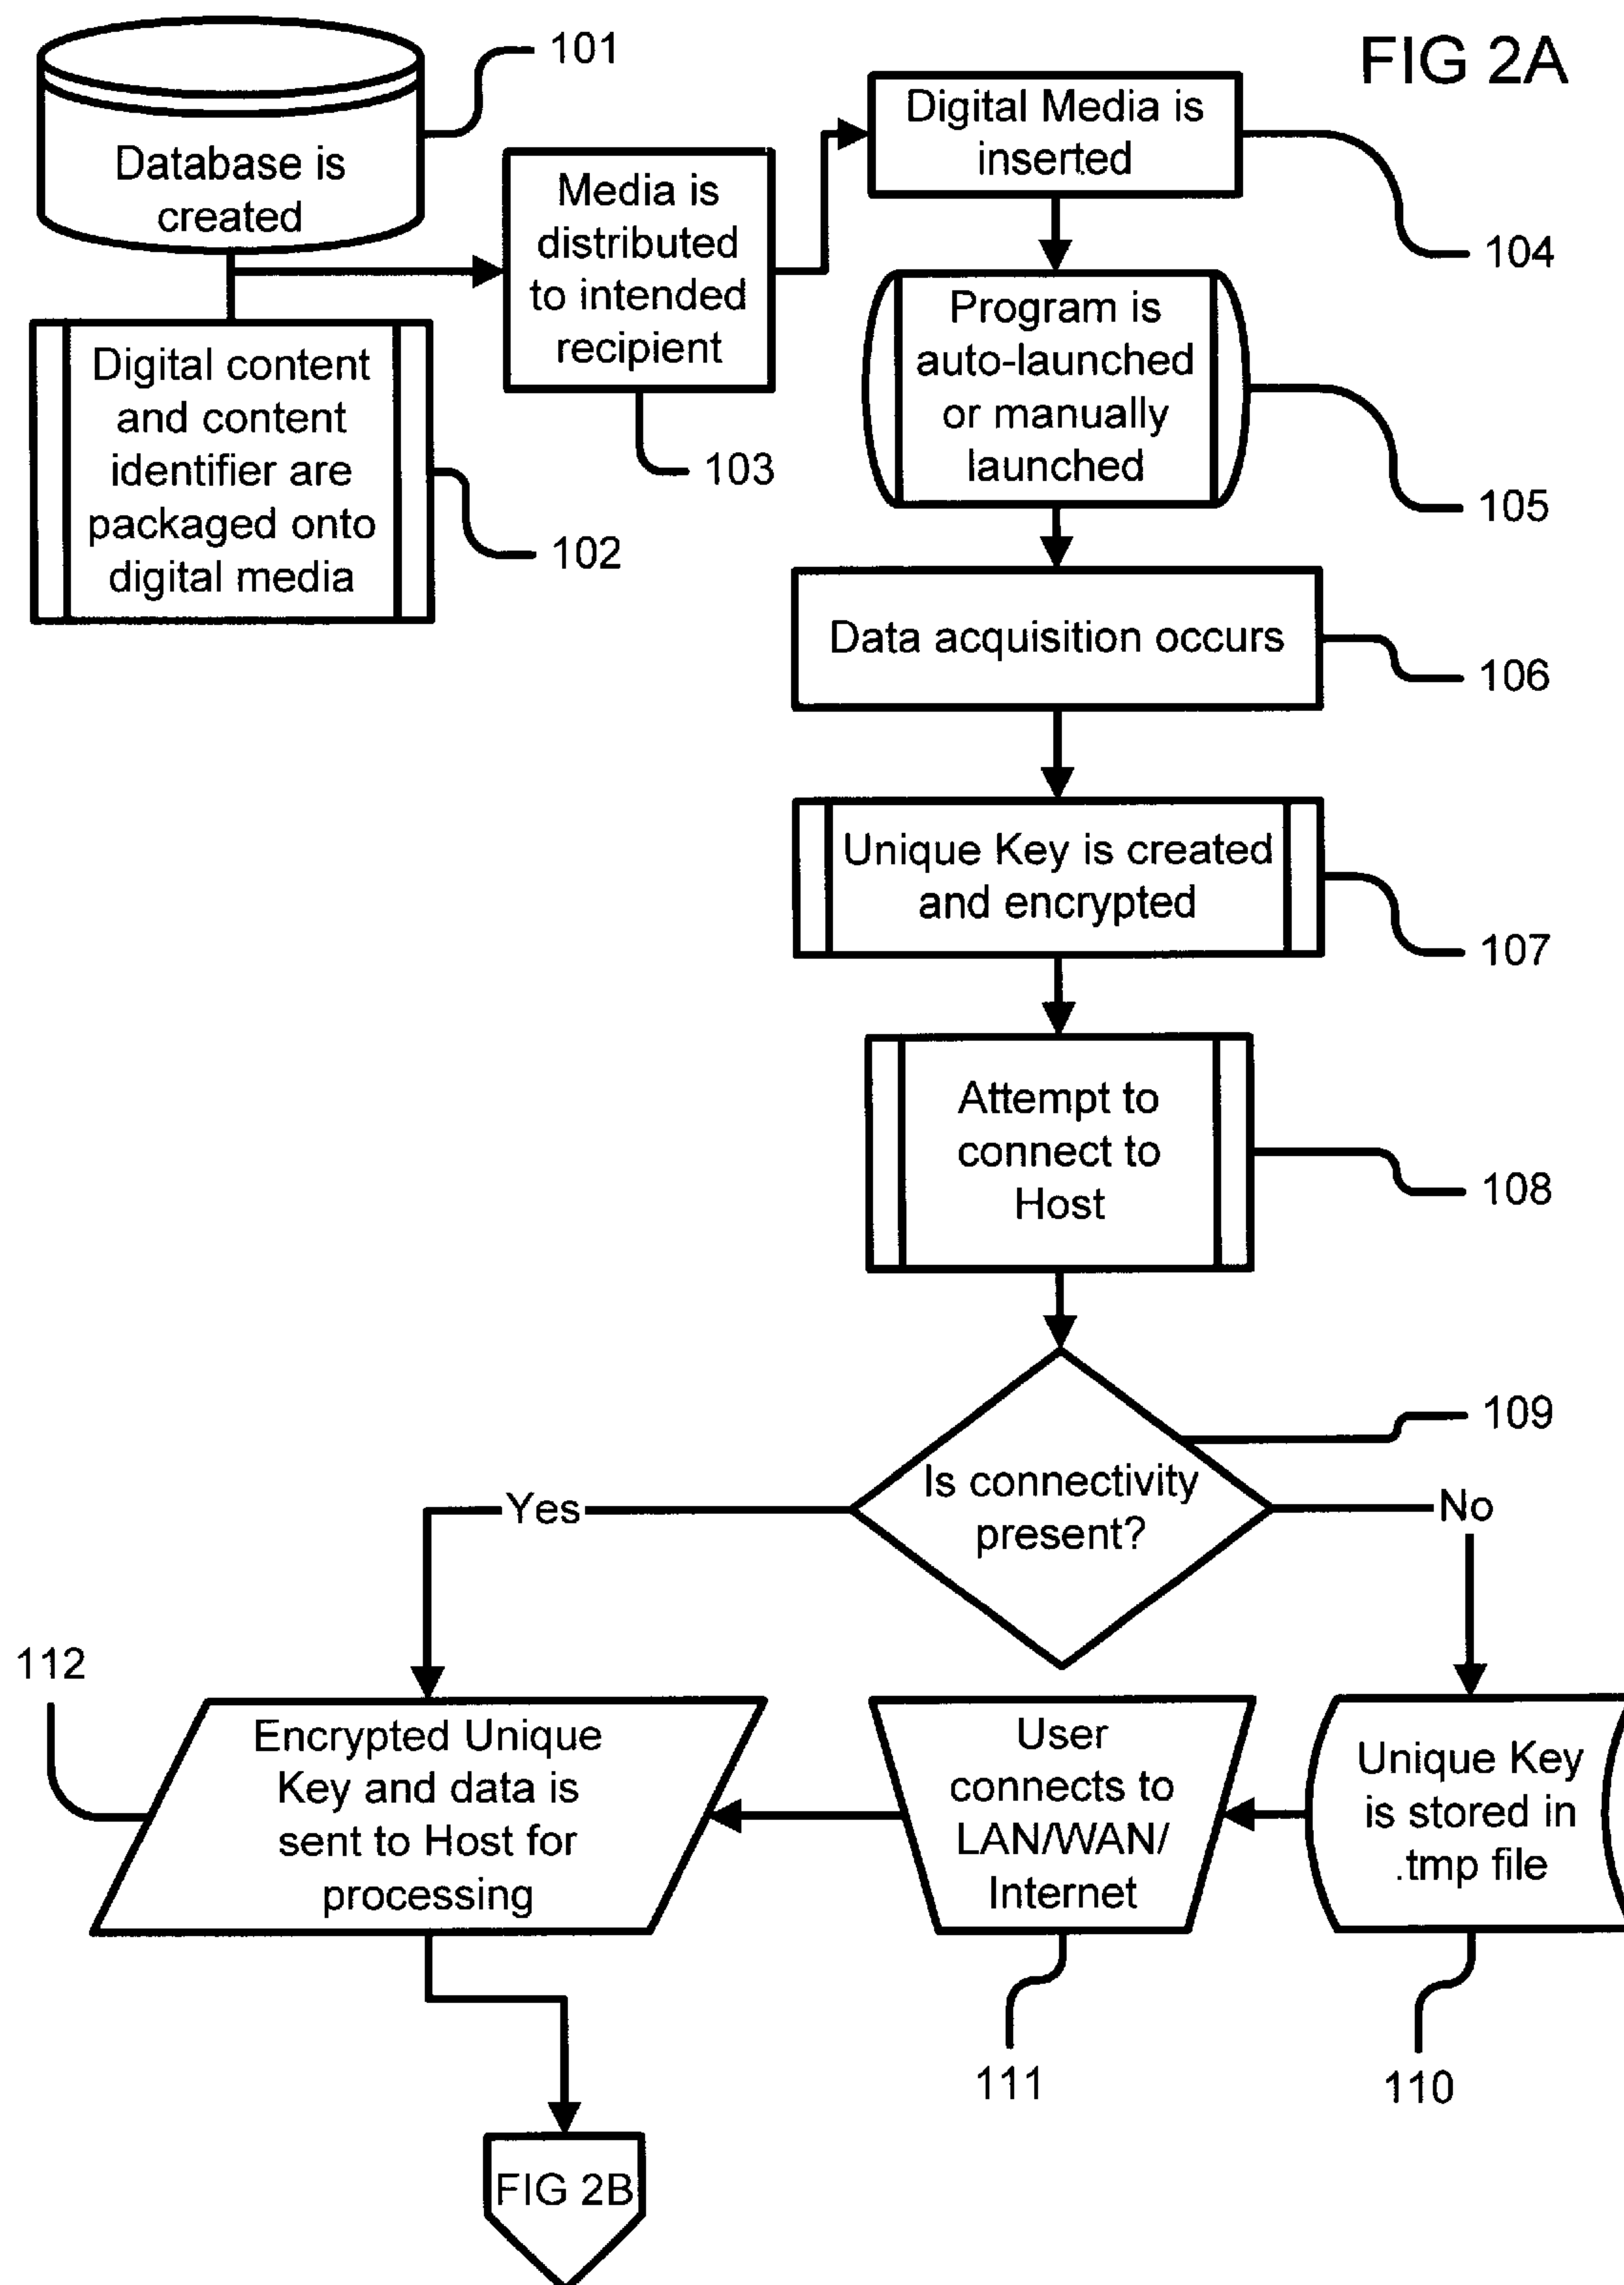 FIG 2A
101
Database is
created
Digital content
and content
identifier are
packaged onto
digital media
102
Media is
distributed
to intended
recipient
103
Digital Media is
inserted
104
Program is
auto-launched
or manually
launched
105
Data acquisition occurs
106
Unique Key is created
and encrypted
107
Attempt to
connect to
Host
108
109
Is connectivity
present?
Yes
No
112
Encrypted Unique
Key and data is
sent to Host for
processing
User
connects to
LAN/WAN/
Internet
111
Unique Key
is stored in
.tmp file
110
FIG 2B